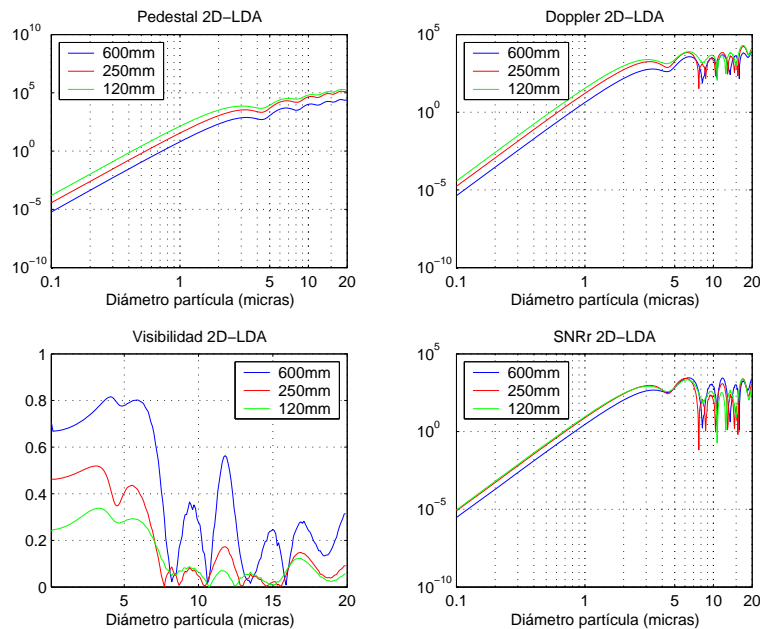 Pedestal 2D−LDA
10^10
10^5
10^0
10^−5
10^−10
600mm
250mm
120mm
0.1
1
5
10
20
Diámetro partícula (micras)
Doppler 2D−LDA
10^5
10^0
10^−5
10^−10
600mm
250mm
120mm
0.1
1
5
10
20
Diámetro partícula (micras)
Visibilidad 2D−LDA
1
0.8
0.6
0.4
0.2
0
600mm
250mm
120mm
5
10
15
20
Diámetro partícula (micras)
SNRr 2D−LDA
10^5
10^0
10^−5
10^−10
600mm
250mm
120mm
0.1
1
5
10
20
Diámetro partícula (micras)